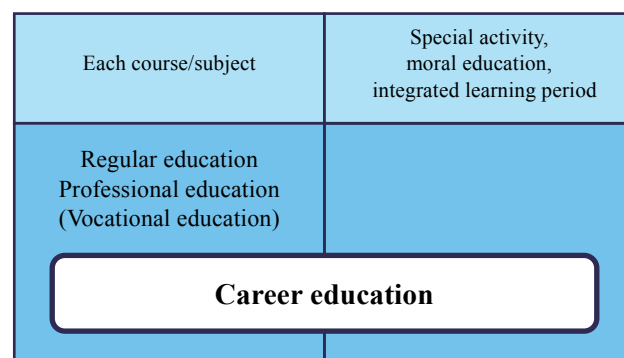 Each course/subject
Special activity,
moral education,
integrated learning period
Regular education
Professional education
(Vocational education)
Career education